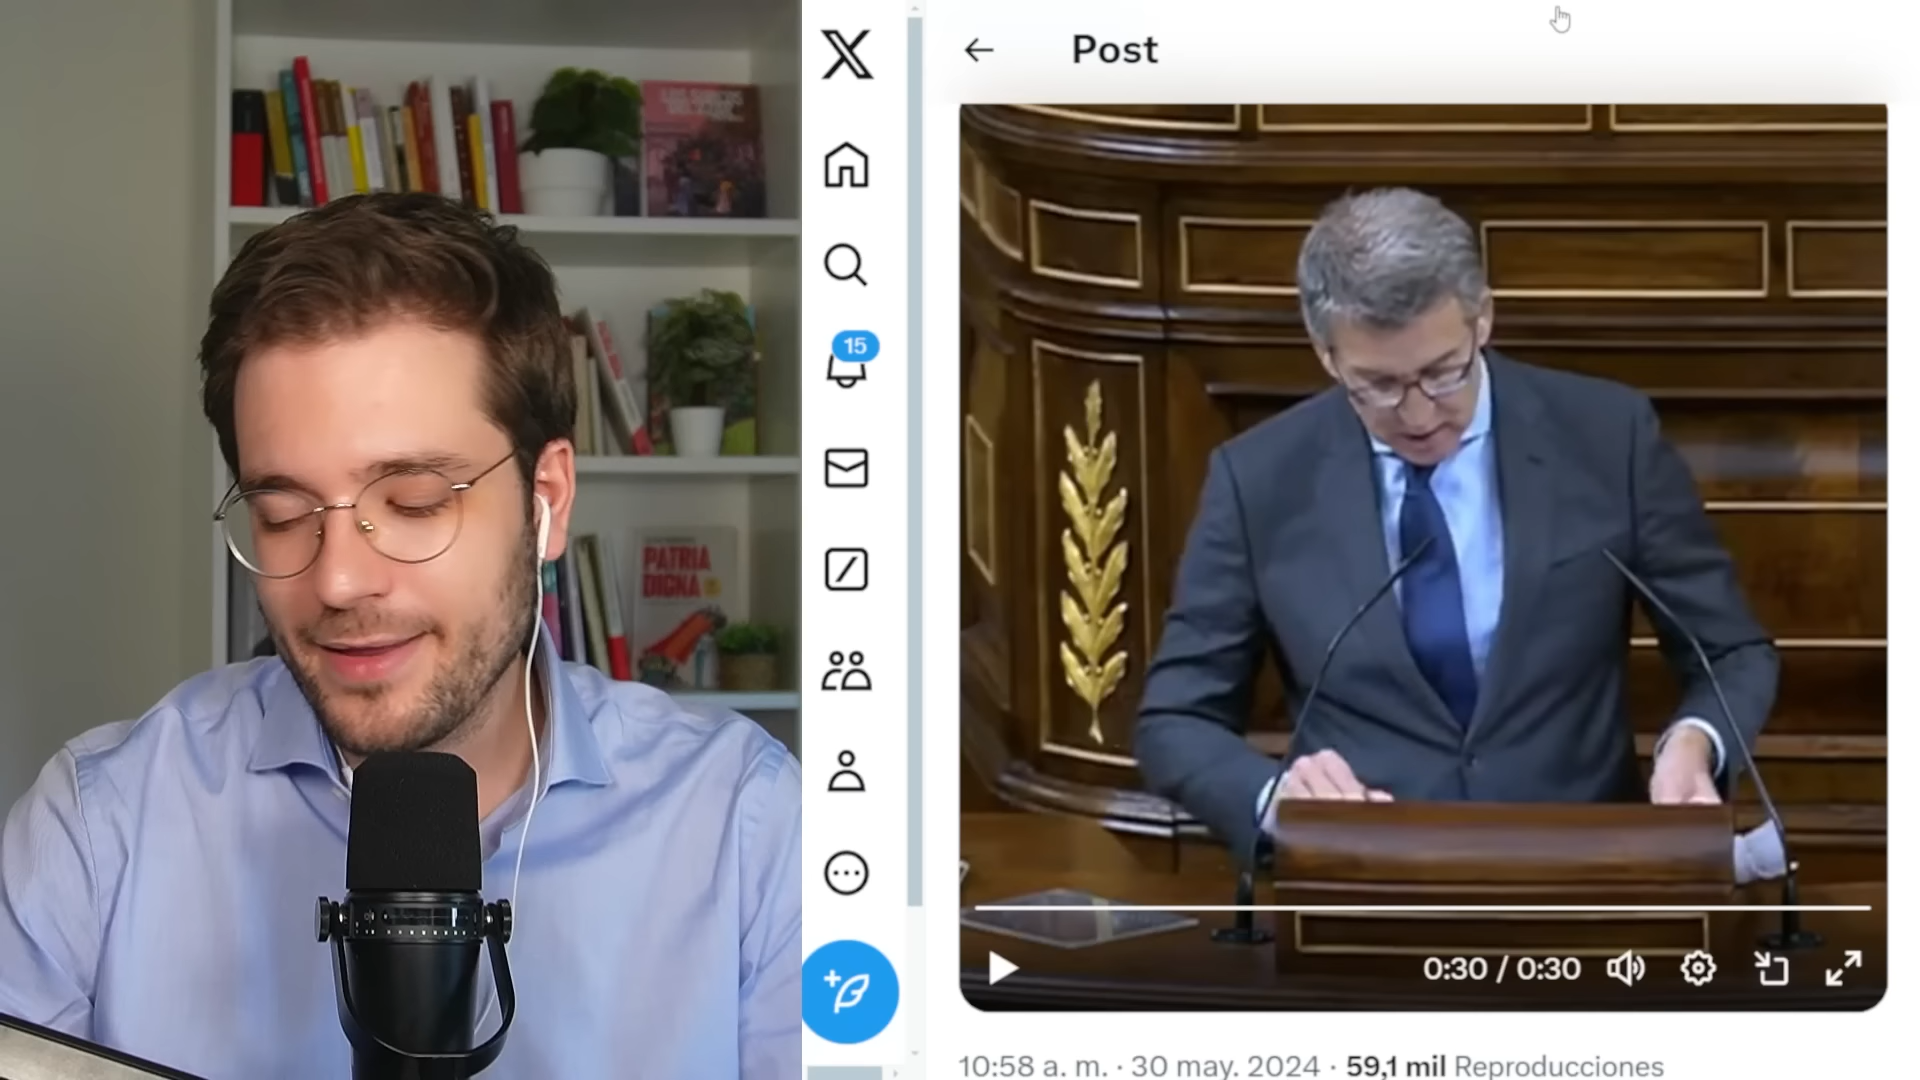 PATRIA
DIGNA
X
15
Post
0:30 / 0:30
10:58 a. m. · 30 may. 2024 · 59,1 mil Reproducciones